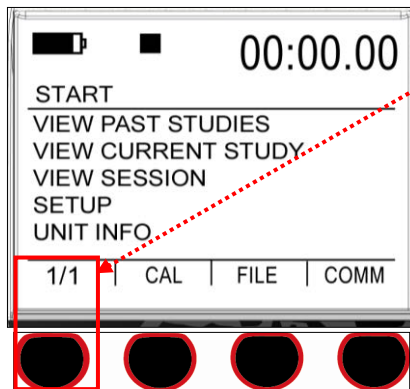 00:00.00
START
VIEW PAST STUDIES
VIEW CURRENT STUDY
VIEW SESSION
SETUP
UNIT INFO
1/1 CAL FILE COMM